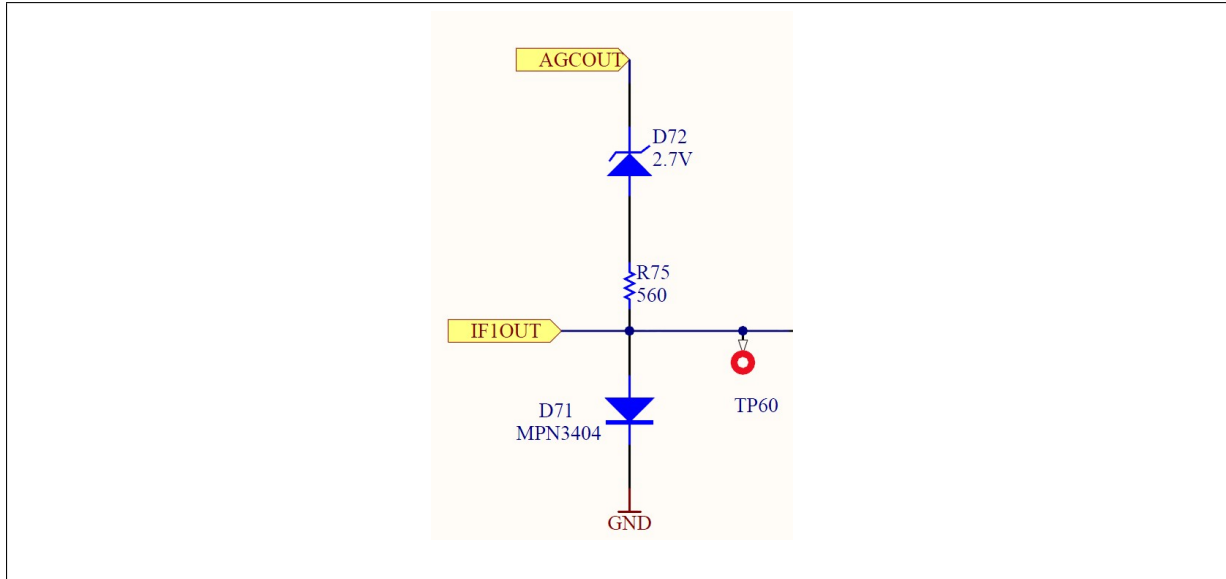 AGCOUT
D72
2.7V
R75
560
IF1OUT
TP60
D71
MPN3404
GND